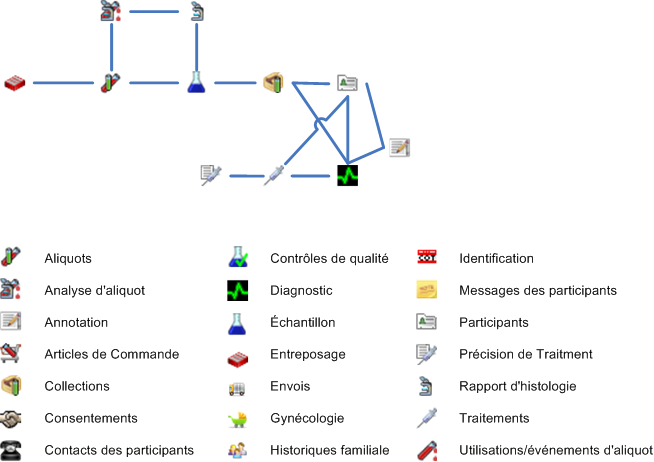 Aliquots
Contrôles de qualité
Identification
Analyse d'aliquot
Diagnostic
Messages des participants
Annotation
Échantillon
Participants
Articles de Commande
Entreposage
Précision de Traitment
Collections
Envois
Rapport d'histologie
Consentements
Gynécologie
Traitements
Contacts des participants
Historiques familiale
Utilisations/événements d'aliquot